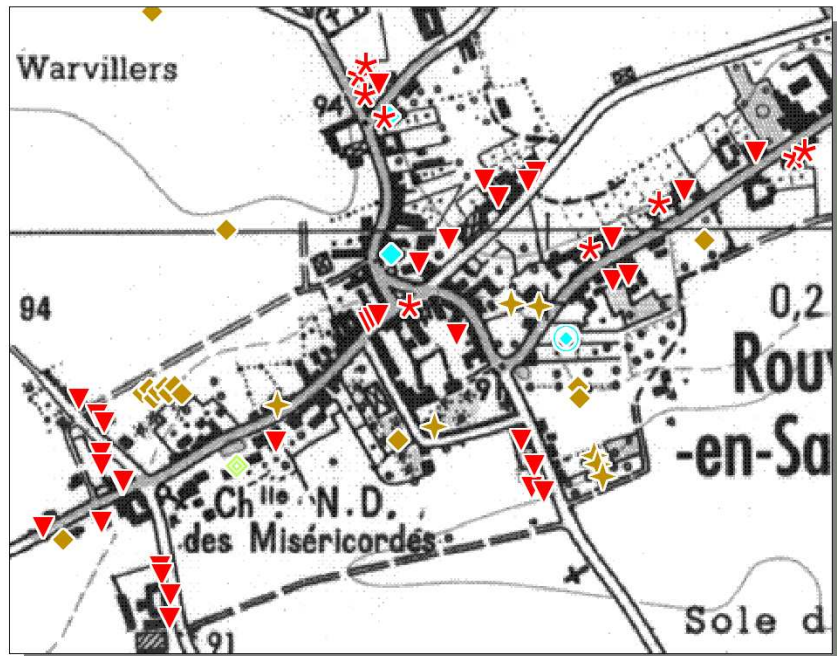 Warvillers
94
94
0,2
Rouv
91
-en-Sa
Ch^lle N.D.
des Miséricordes
Sole d
91